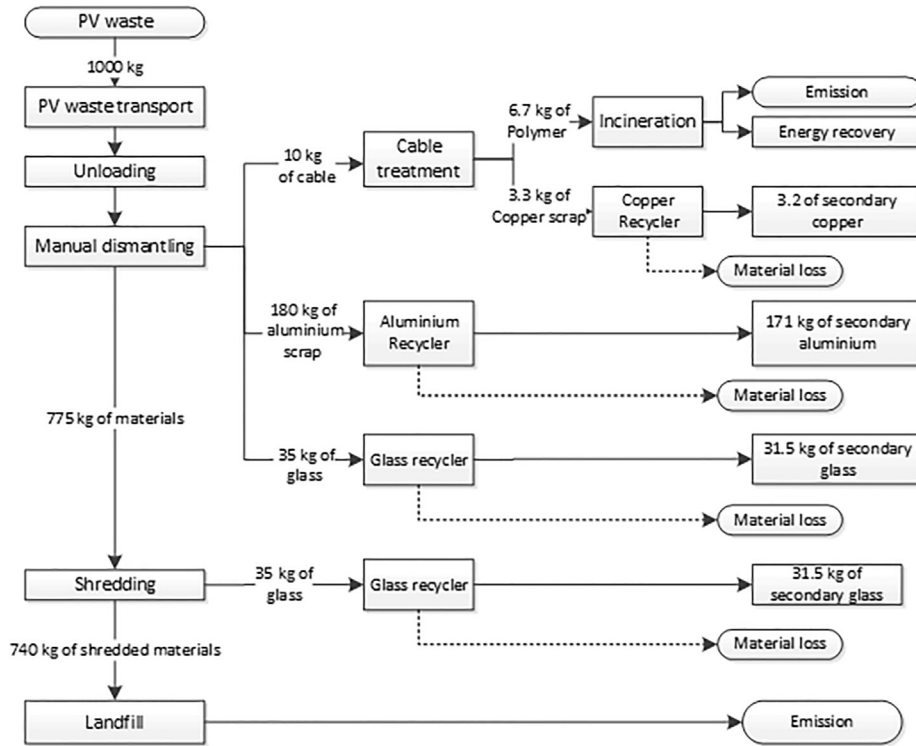 PV waste
1000 kg
PV waste transport
Unloading
Manual dismantling
10 kg
of cable
Cable
treatment
6.7 kg of
Polymer
Incineration
Emission
Energy recovery
3.3 kg of
Copper scrap
Copper
Recycler
3.2 of secondary
copper
Material loss
180 kg of
aluminium
scrap
Aluminium
Recycler
171 kg of secondary
aluminium
Material loss
775 kg of materials
35 kg of
glass
Glass recycler
31.5 kg of secondary
glass
Material loss
Shredding
35 kg of
glass
Glass recycler
31.5 kg of
secondary glass
Material loss
740 kg of shredded materials
Landfill
Emission